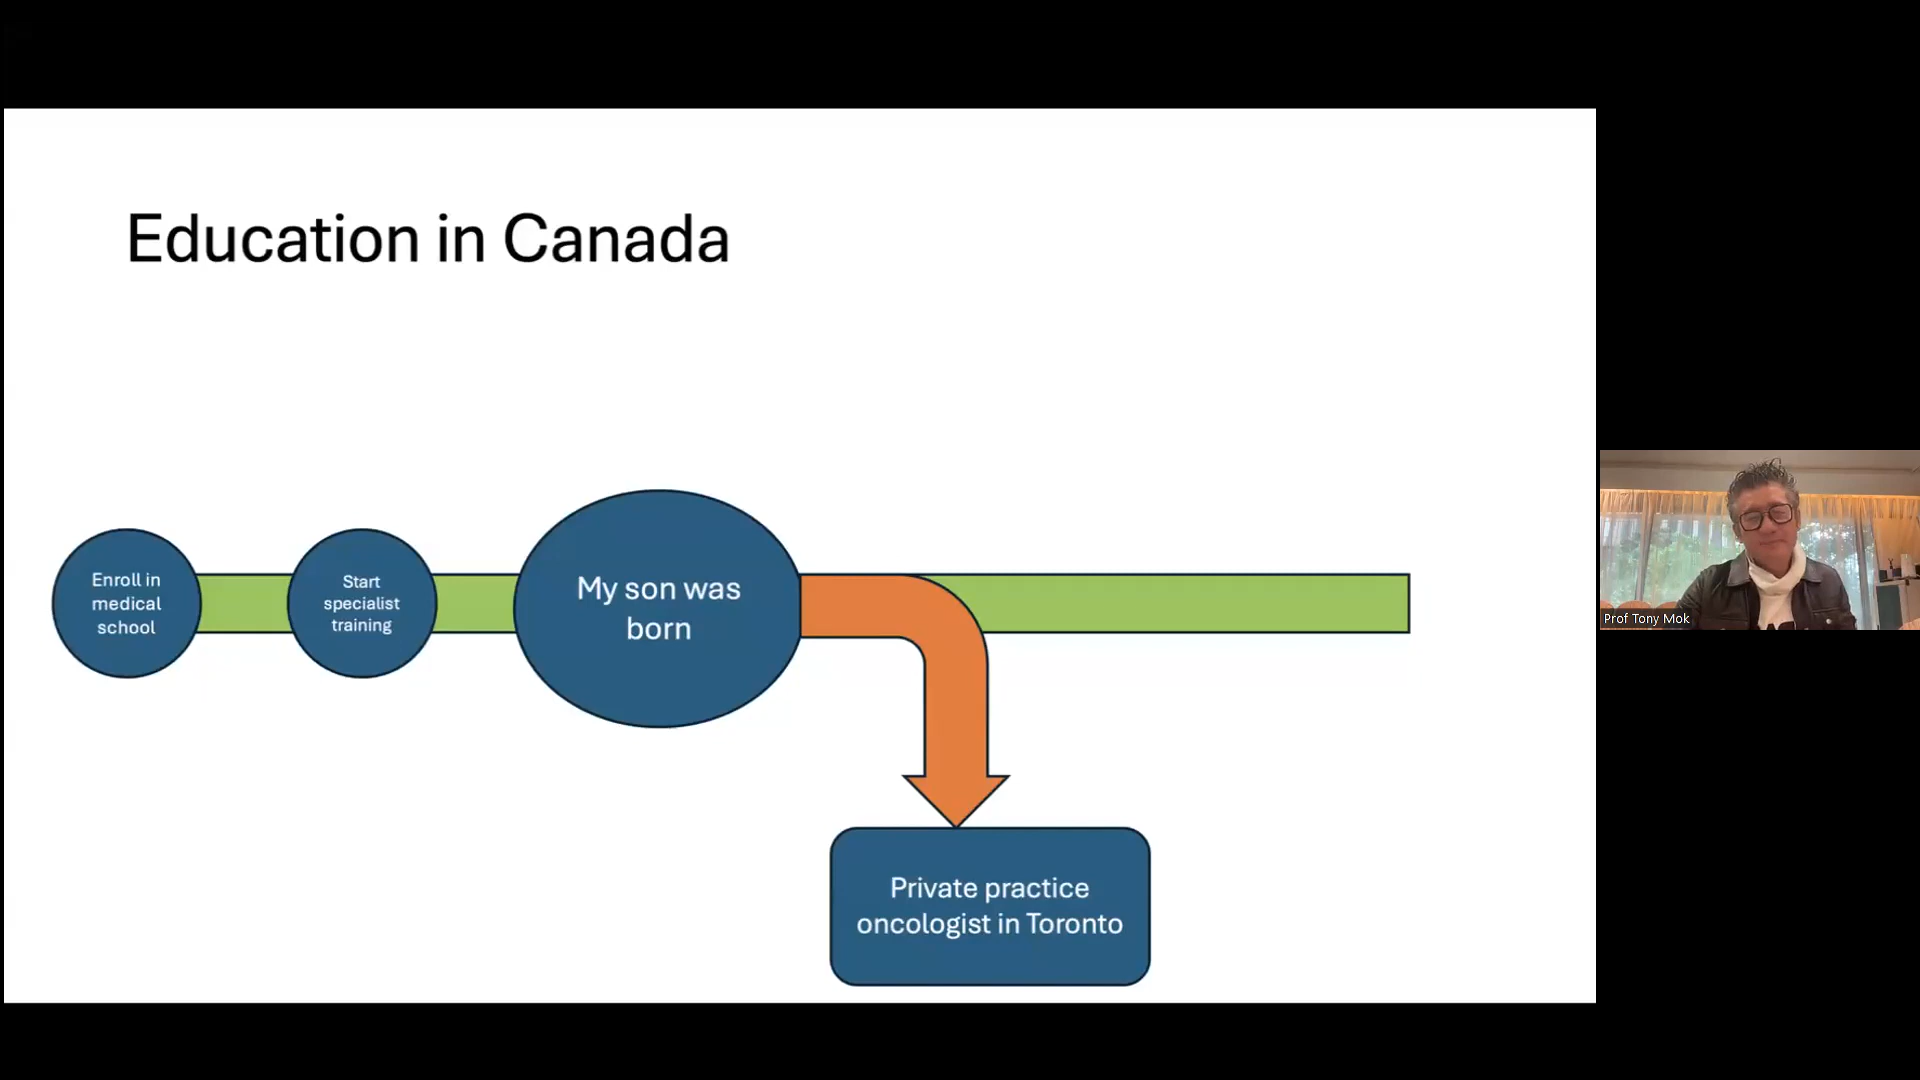 Education in Canada
Enroll in
medical
school
Start
specialist
training
My son was
born
Private practice
oncologist in Toronto
Prof Tony Mok